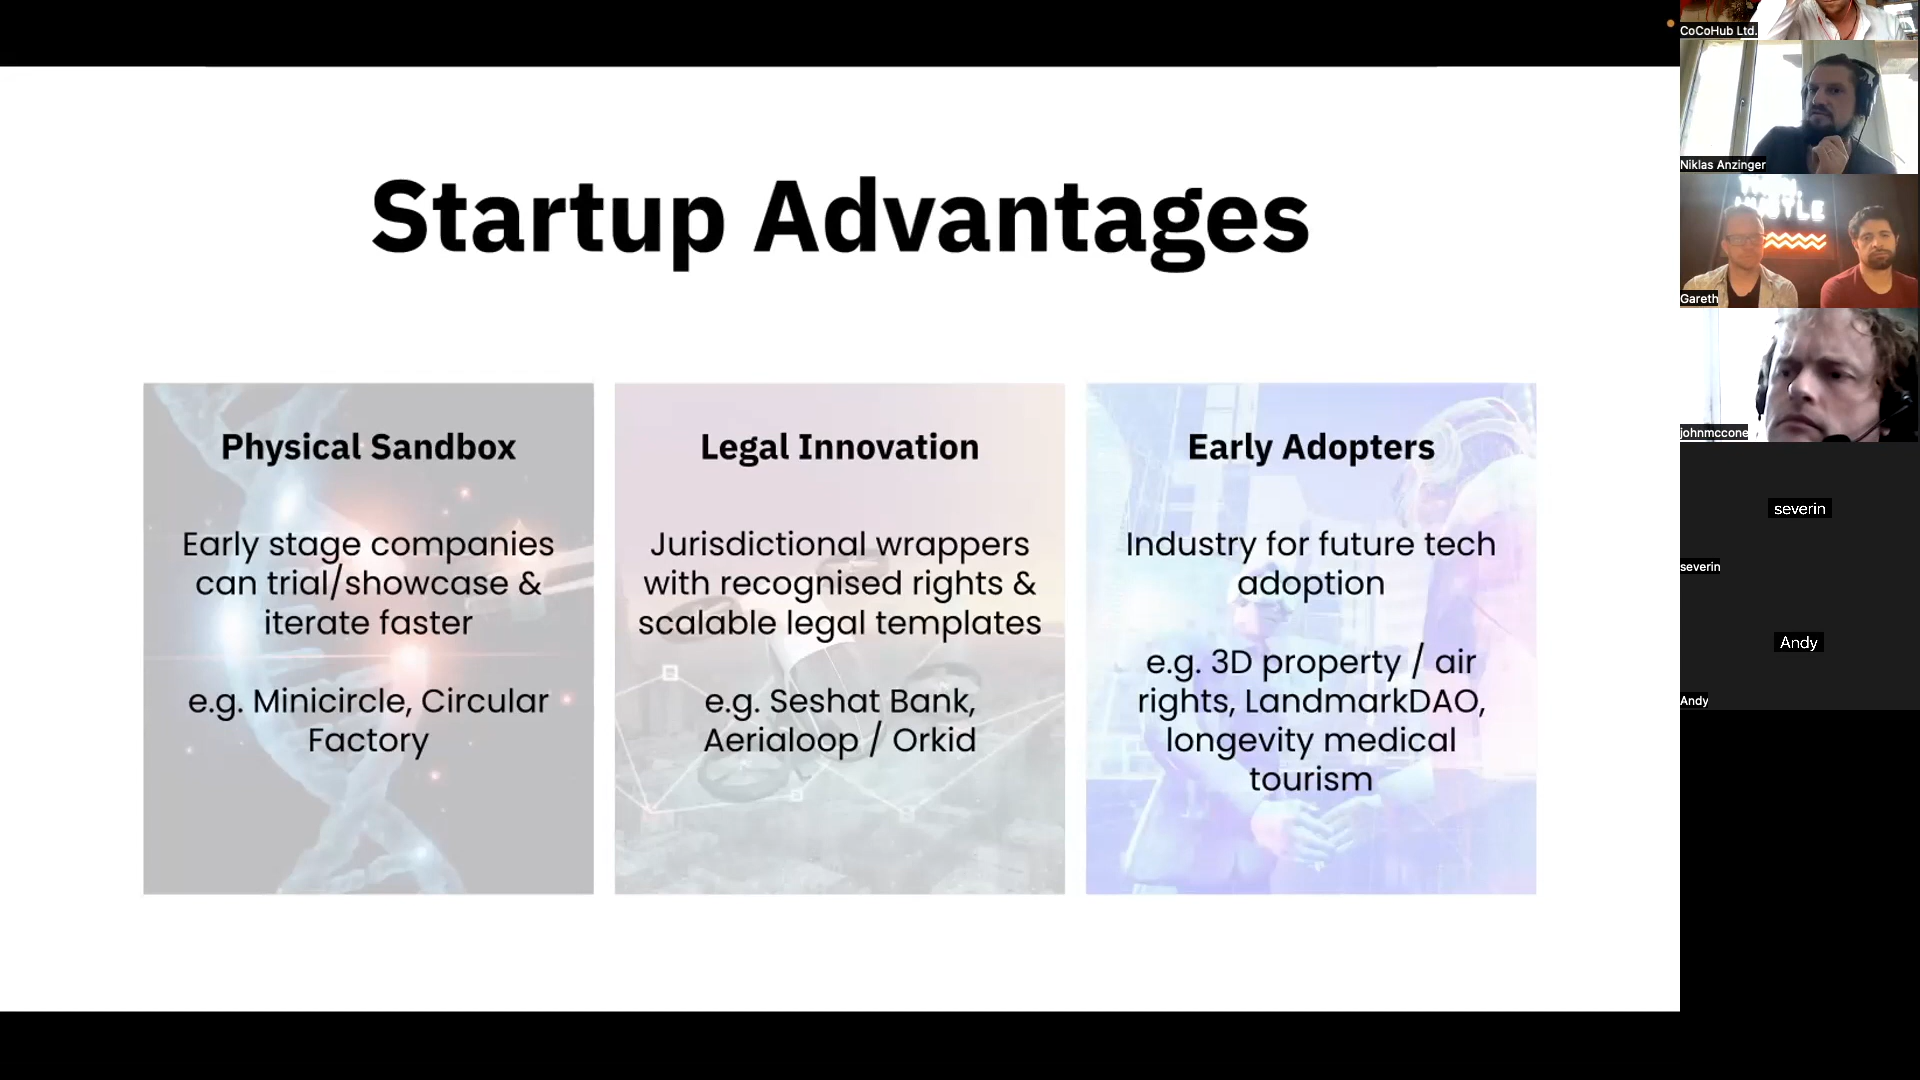 Startup Advantages
Physical Sandbox
Early stage companies
can trial/showcase &
iterate faster
e.g. Minicircle, Circular
Factory
Legal Innovation
Jurisdictional wrappers
with recognised rights &
scalable legal templates
e.g. Seshat Bank,
Aerialoop / Orkid
Early Adopters
Industry for future tech
adoption
e.g. 3D property / air
rights, LandmarkDAO,
longevity medical
tourism
CoCoHub Ltd.
Niklas Anzinger
Gareth
johnmccone
severin
severin
Andy
Andy